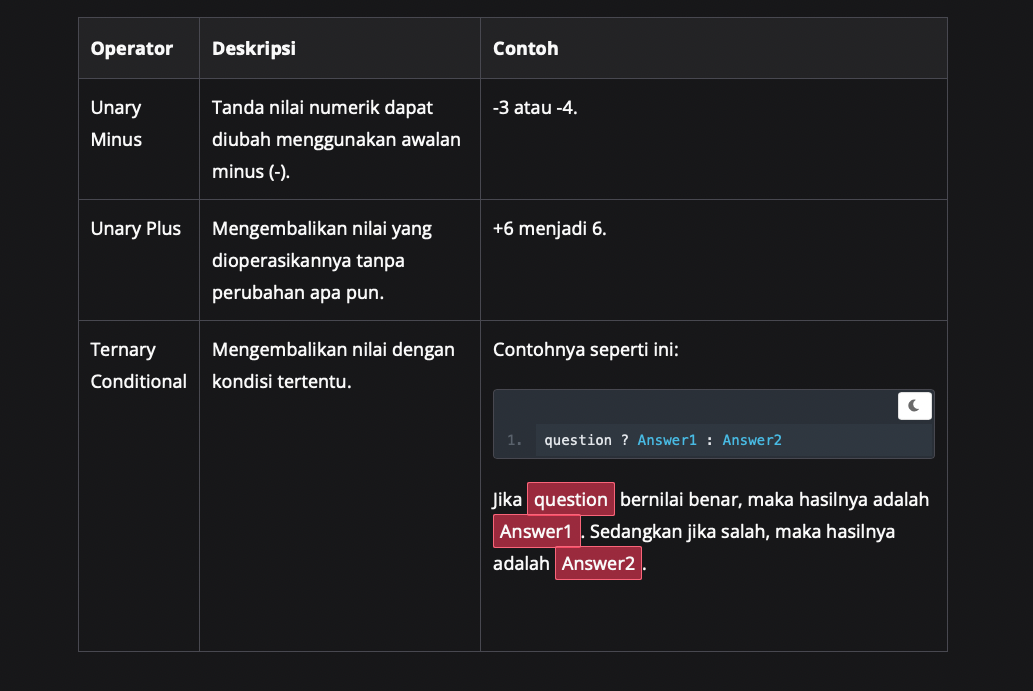 Operator Deskripsi Contoh
Unary
Minus
Tanda nilai numerik dapat
diubah menggunakan awalan
minus (-).
-3 atau -4.
Unary Plus
Mengembalikan nilai yang
dioperasikannya tanpa
perubahan apa pun.
+6 menjadi 6.
Ternary
Conditional
Mengembalikan nilai dengan
kondisi tertentu.
Contohnya seperti ini:
1. question ? Answer1 : Answer2
Jika question bernilai benar, maka hasilnya adalah
Answer1 . Sedangkan jika salah, maka hasilnya
adalah Answer2 .